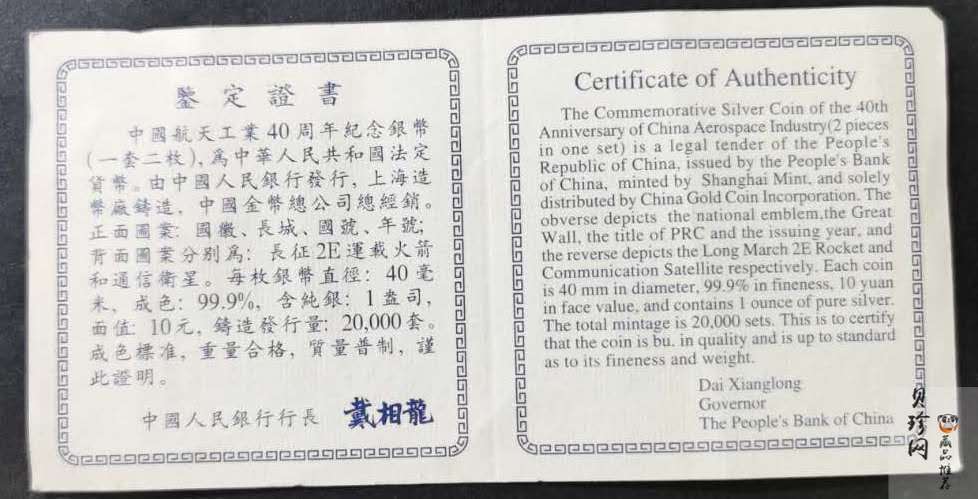 鑒定證書
中國航天工業40周年紀念銀幣
(一套二枚),爲中華人民共和國法定
貨幣。由中國人民銀行發行,上海造
幣廠鑄造,中國金幣總公司總經銷。
正面圖案:國徽、長城、國號、年號;
背面圖案分別爲:長征2E運載火箭
和通信衛星。每枚銀幣直徑:40毫
米,成色:99.9%,含純銀:1盎司,
面值:10元,鑄造發行量:20,000套。
成色標准,重量合格,質量普制,謹
此證明。
中國人民銀行行長 戴相龍
Certificate of Authenticity
The Commemorative Silver Coin of the 40th
Anniversary of China Aerospace Industry(2 pieces
in one set) is a legal tender of the People's
Republic of China, issued by the People's Bank
of China, minted by Shanghai Mint, and solely
distributed by China Gold Coin Incorporation. The
obverse depicts the national emblem,the Great
Wall, the title of PRC and the issuing year, and
the reverse depicts the Long March 2E Rocket and
Communication Satellite respectively. Each coin
is 40 mm in diameter, 99.9% in fineness, 10 yuan
in face value, and contains 1 ounce of pure silver.
The total mintage is 20,000 sets. This is to certify
that the coin is bu. in quality and is up to standard
as to its fineness and weight.
Dai Xianglong
Governor
The People's Bank of China
贝珍网
藏品推荐